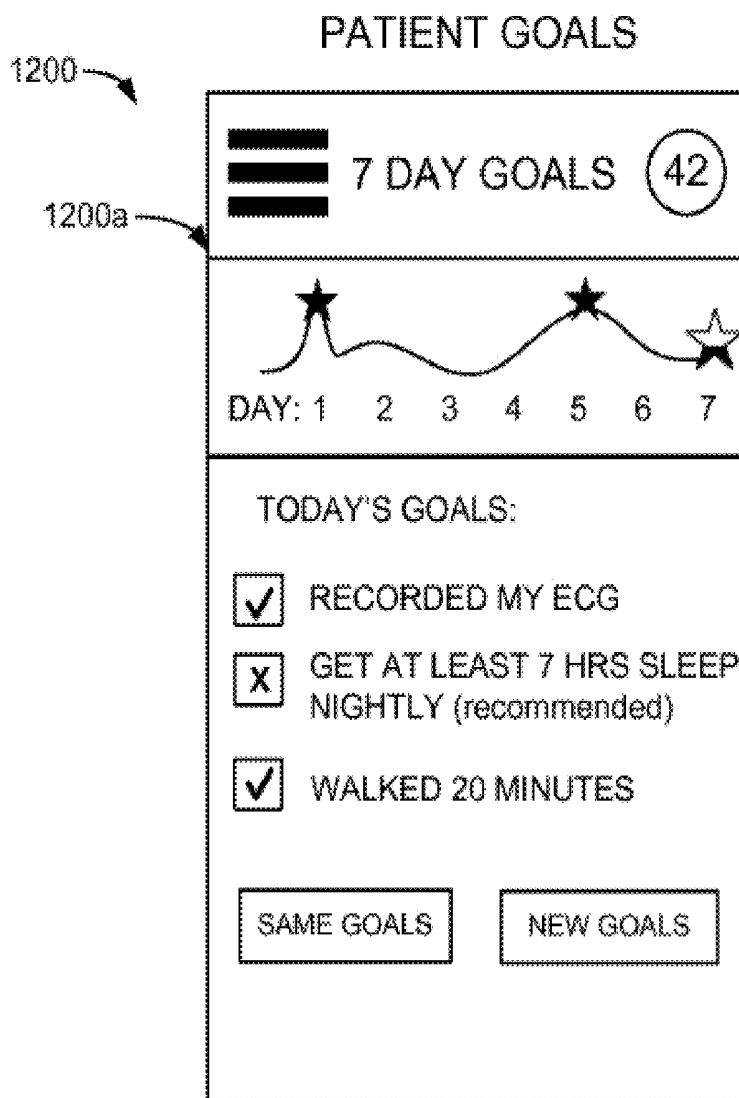 PATIENT GOALS
1200
7 DAY GOALS 42
1200a
DAY: 1 2 3 4 5 6 7
TODAY'S GOALS:
RECORDED MY ECG
X GET AT LEAST 7 HRS SLEEP
NIGHTLY (recommended)
WALKED 20 MINUTES
SAME GOALS NEW GOALS